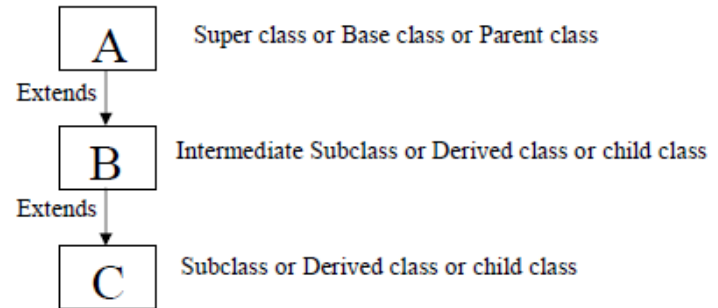 A
Super class or Base class or Parent class
Extends
B
Intermediate Subclass or Derived class or child class
Extends
C
Subclass or Derived class or child class